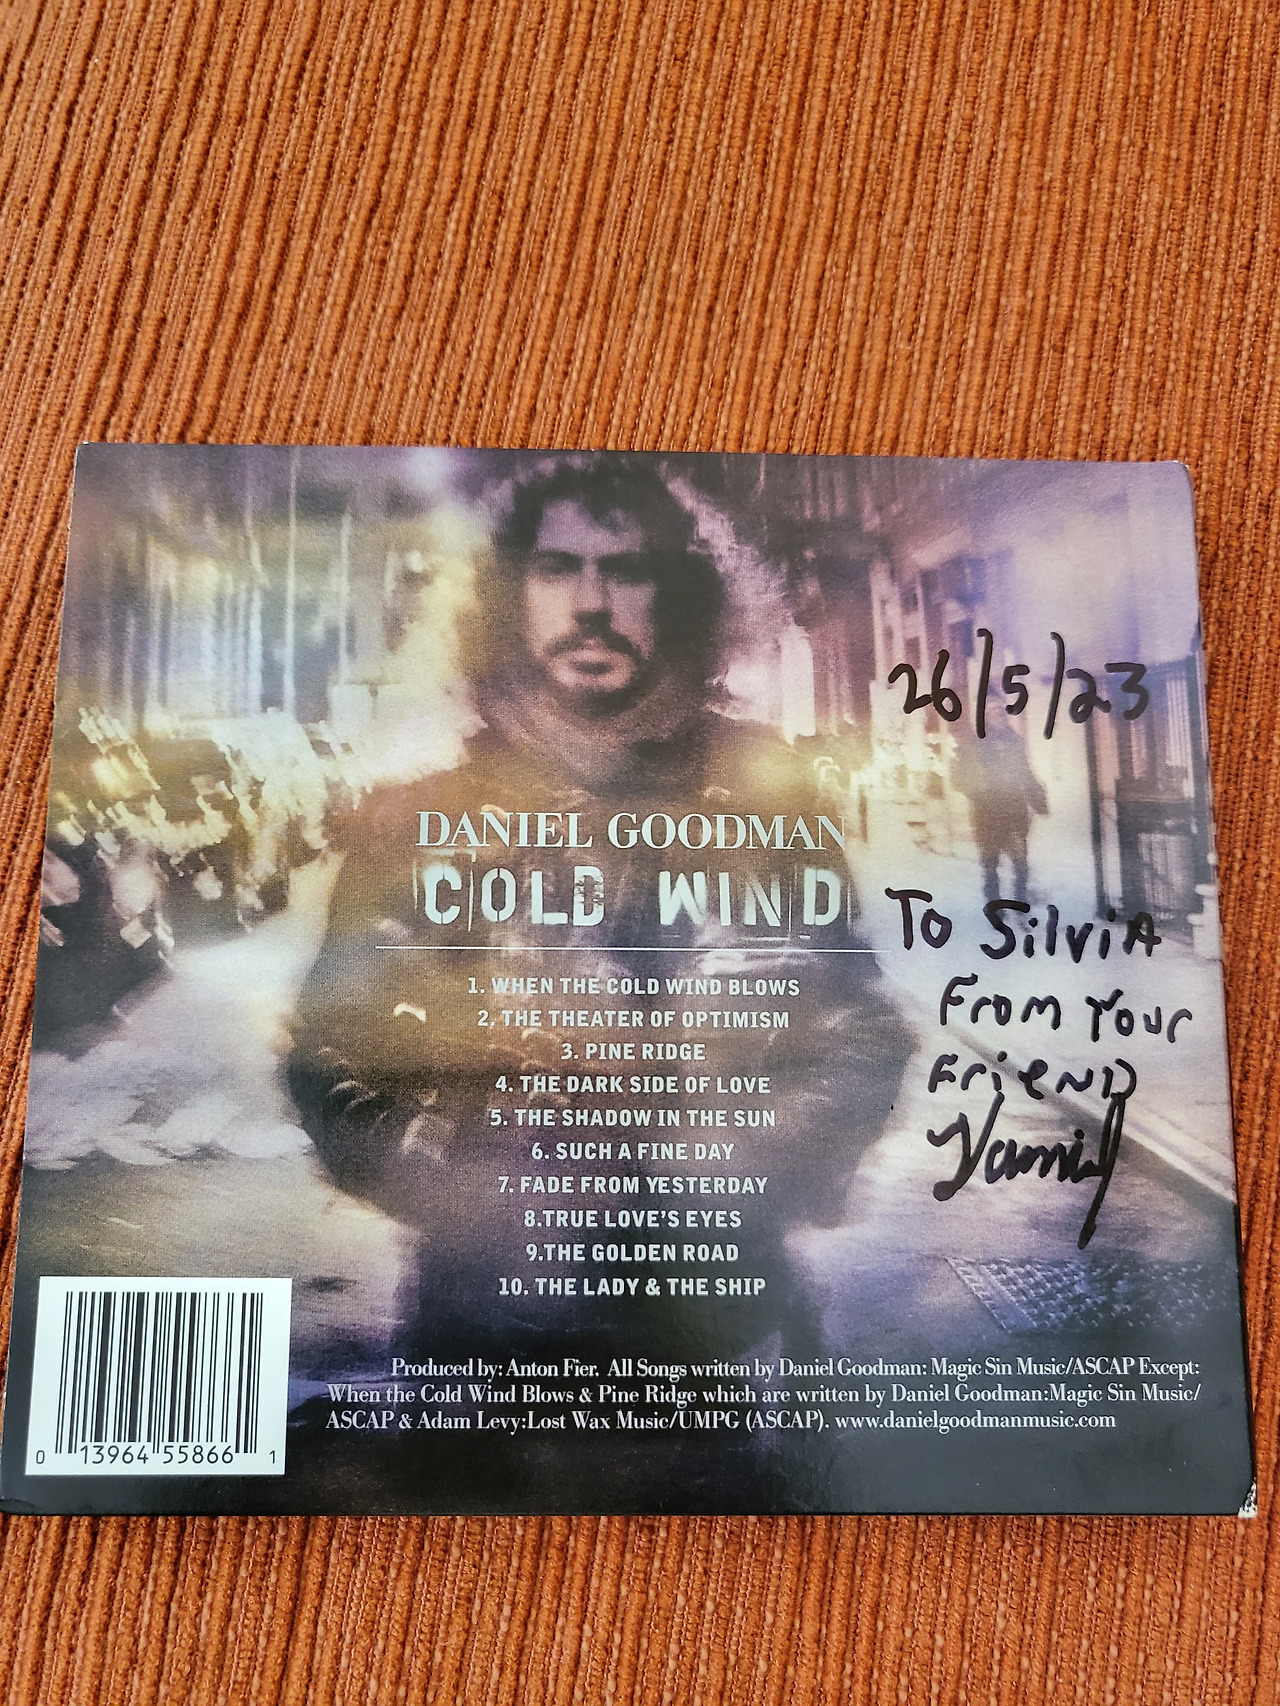 26/5/23
DANIEL GOODMAN
COLD WIND
To SilviA
From Your
FrienD
Daniel
1. WHEN THE COLD WIND BLOWS
2. THE THEATER OF OPTIMISM
3. PINE RIDGE
4. THE DARK SIDE OF LOVE
5. THE SHADOW IN THE SUN
6. SUCH A FINE DAY
7. FADE FROM YESTERDAY
8.TRUE LOVE'S EYES
9.THE GOLDEN ROAD
10. THE LADY & THE SHIP
Produced by: Anton Fier. All Songs written by Daniel Goodman: Magic Sin Music/ASCAP Except:
When the Cold Wind Blows & Pine Ridge which are written by Daniel Goodman:Magic Sin Music/
ASCAP & Adam Levy:Lost Wax Music/UMPG (ASCAP). www.danielgoodmanmusic.com
0 13964 55866 1